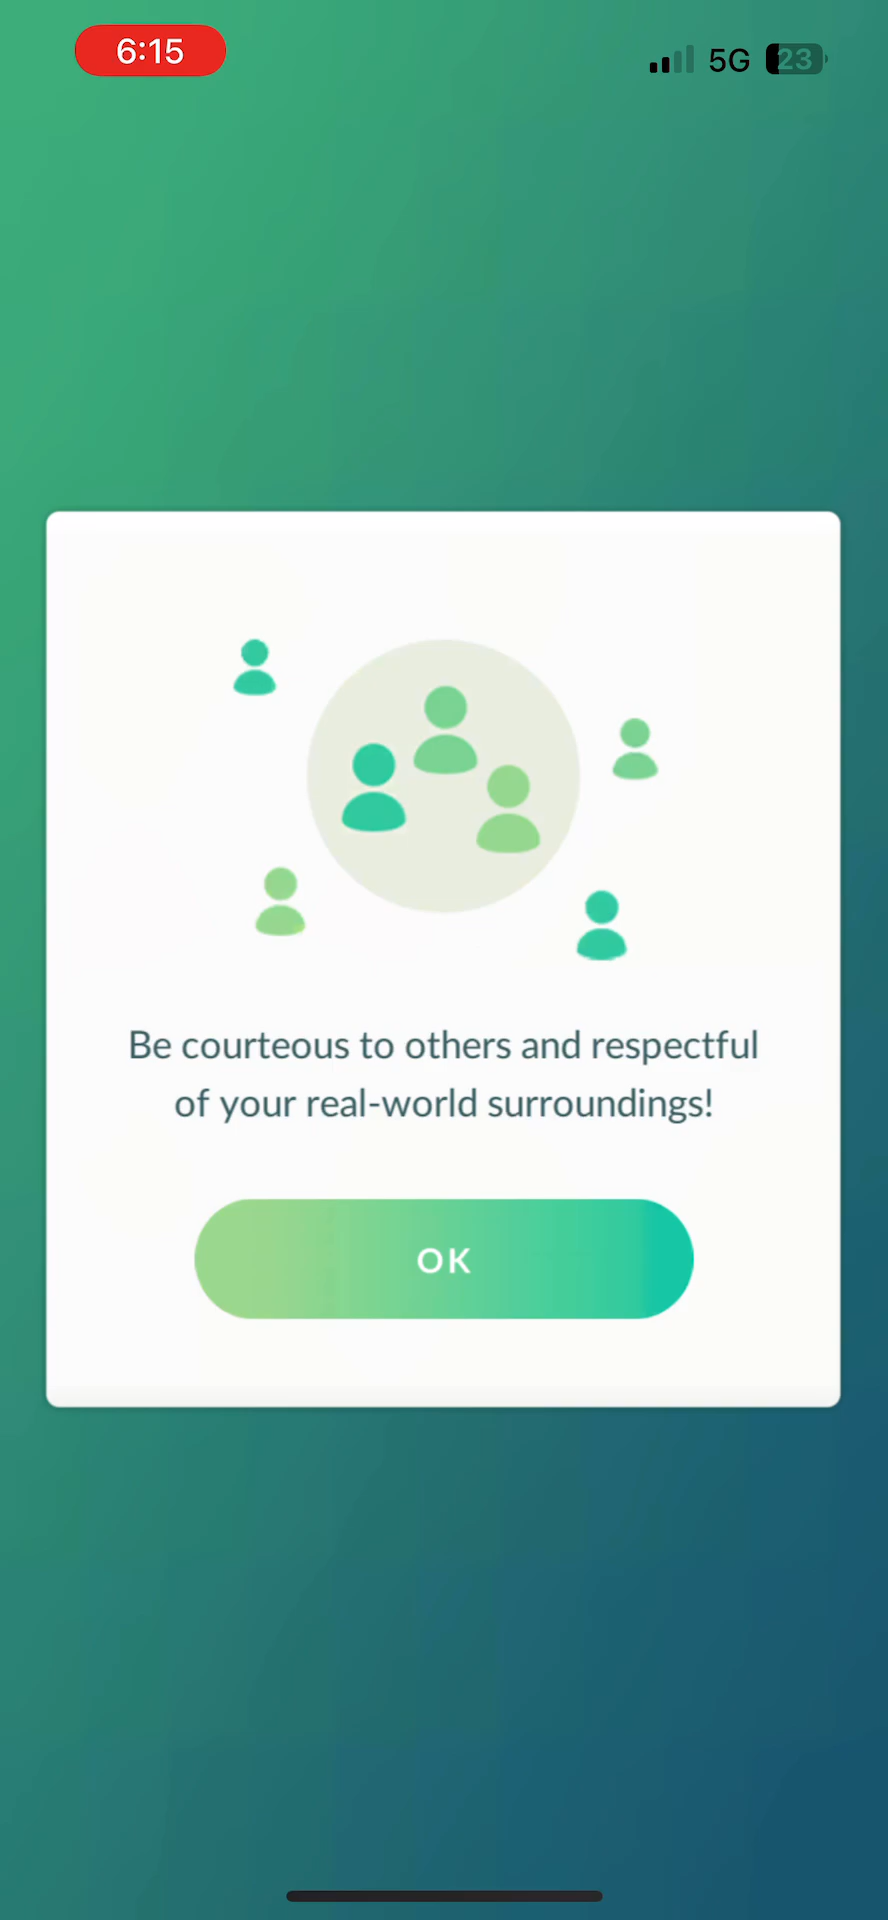 6:15
5G 23
Be courteous to others and respectful
of your real-world surroundings!
OK